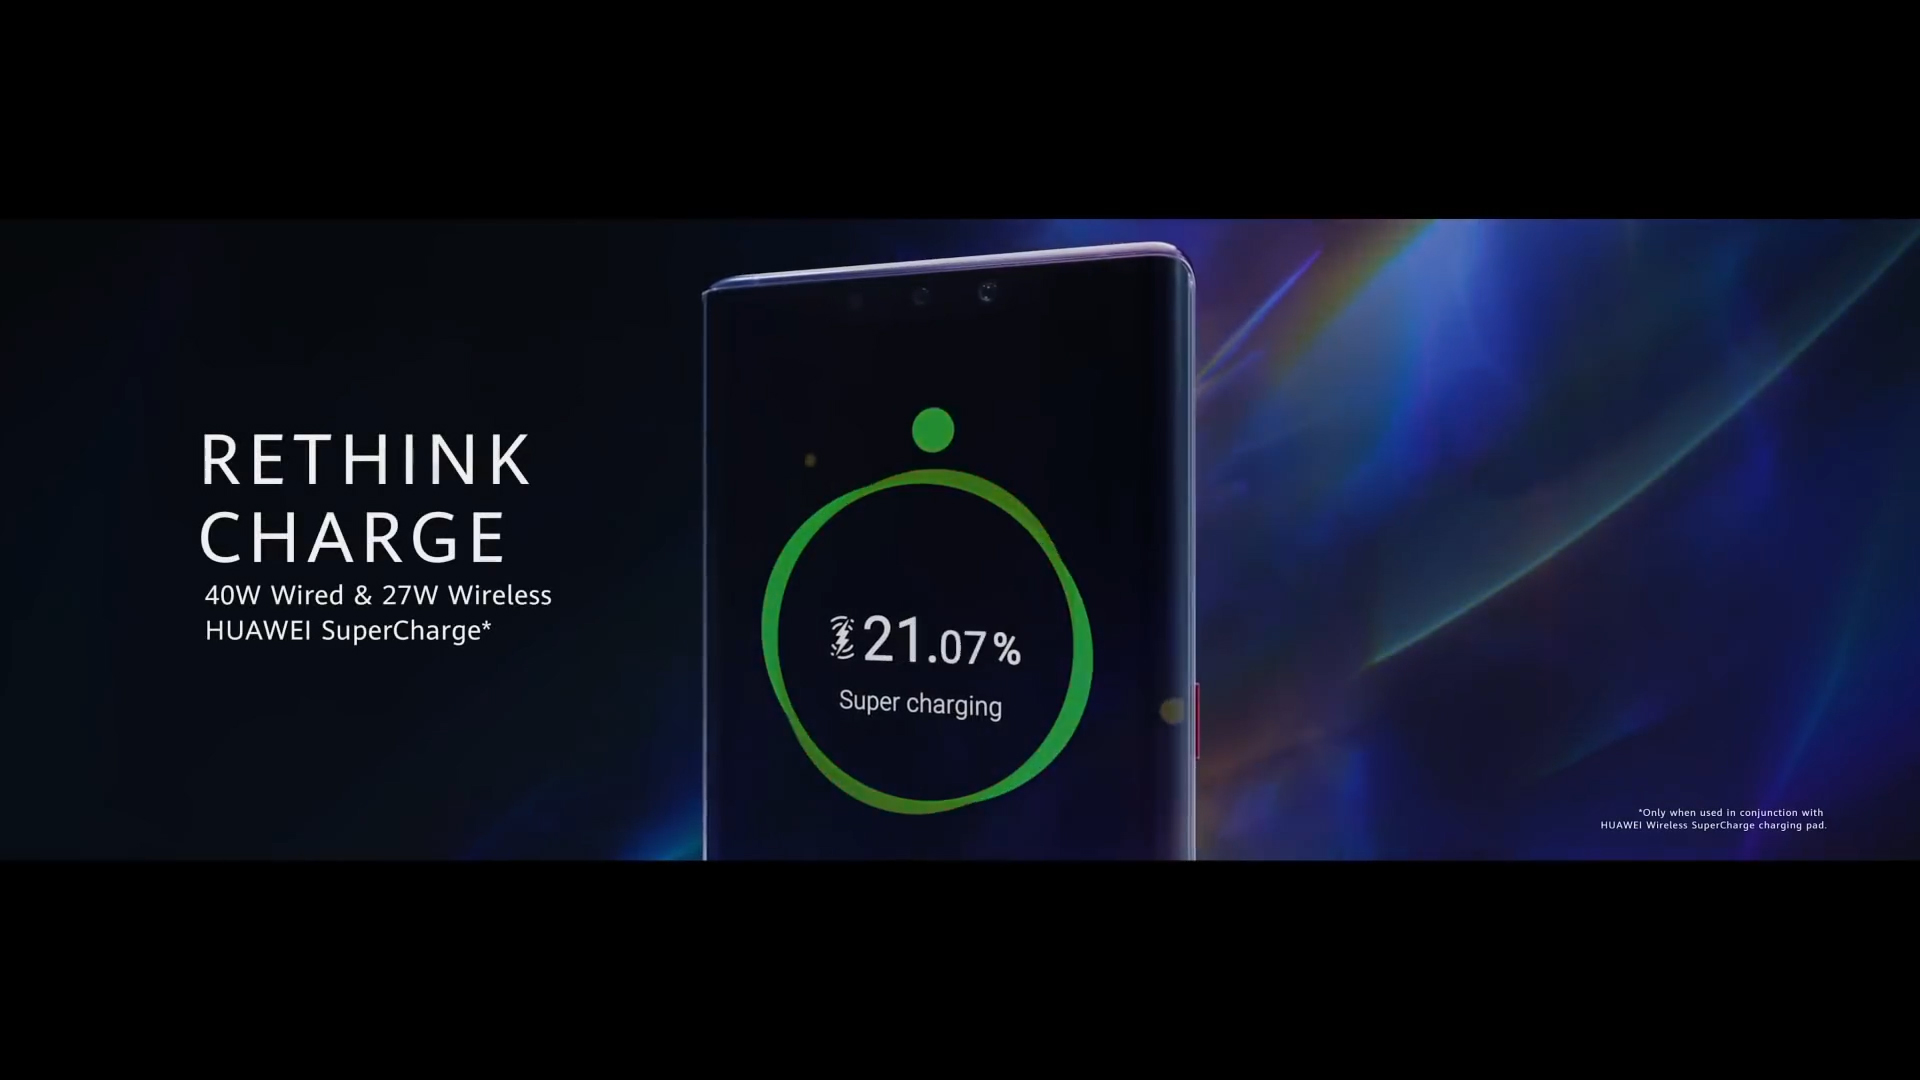 RETHINK
CHARGE
40W Wired & 27W Wireless
HUAWEI SuperCharge*
21.07%
Super charging
*Only when used in conjunction with
HUAWEI Wireless SuperCharge charging pad.